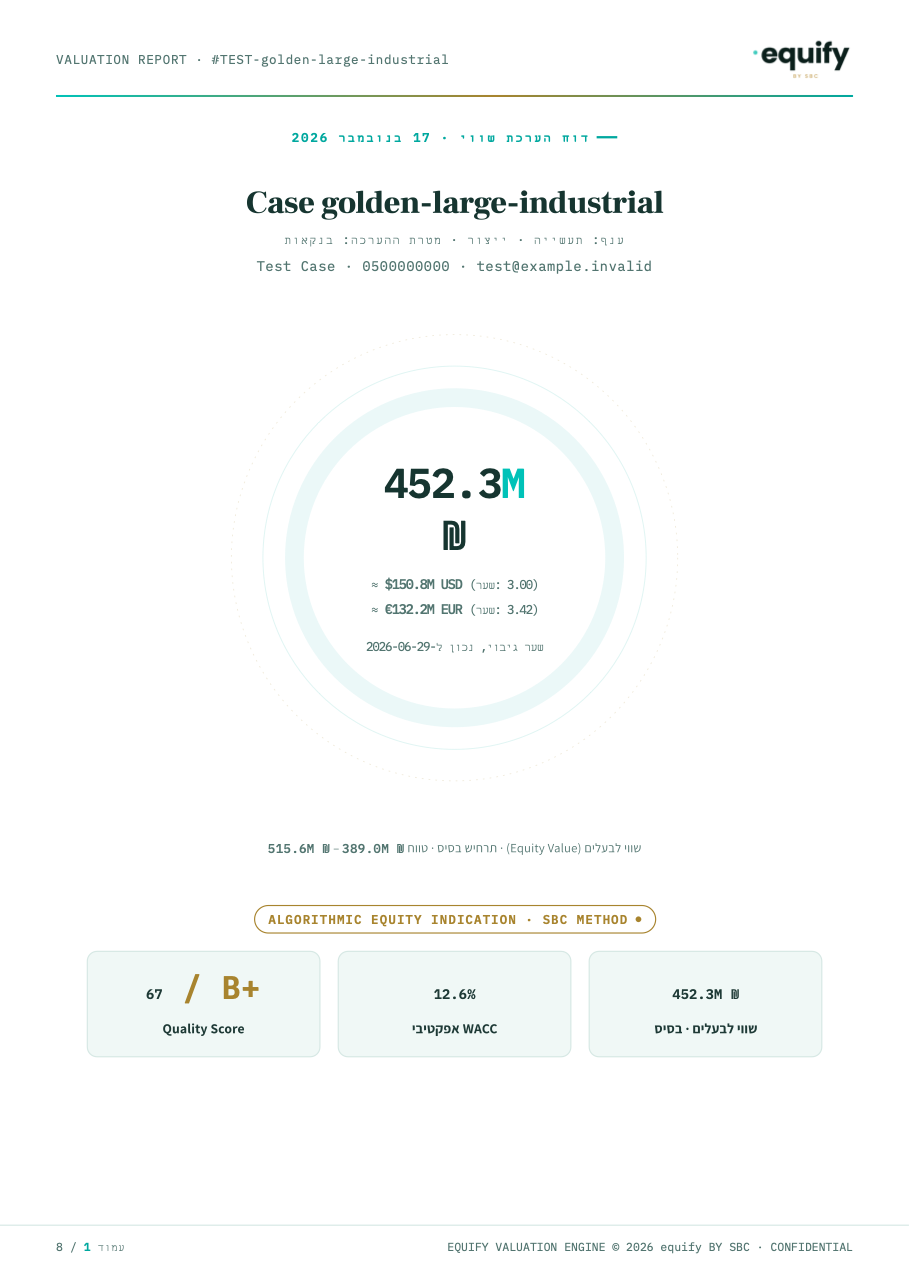 VALUATION REPORT · #TEST-golden-large-industrial
equify
BY SBC
דוח הערכת שווי · 17 בנובמבר 2026
Case golden-large-industrial
ענף: תעשייה · ייצור · מטרת ההערכה: בנקאות
Test Case · 0500000000 · test@example.invalid
452.3M
₪
≈ $150.8M USD (שער: 3.00)
≈ €132.2M EUR (שער: 3.42)
שער גיבוי, נכון ל-2026-06-29
שווי לבעלים (Equity Value) · תרחיש בסיס · טווח 389.0M ₪ – 515.6M ₪
ALGORITHMIC EQUITY INDICATION · SBC METHOD
67 / B+
Quality Score
12.6%
WACC אפקטיבי
452.3M ₪
שווי לבעלים · בסיס
עמוד 1 / 8
EQUIFY VALUATION ENGINE © 2026 equify BY SBC · CONFIDENTIAL